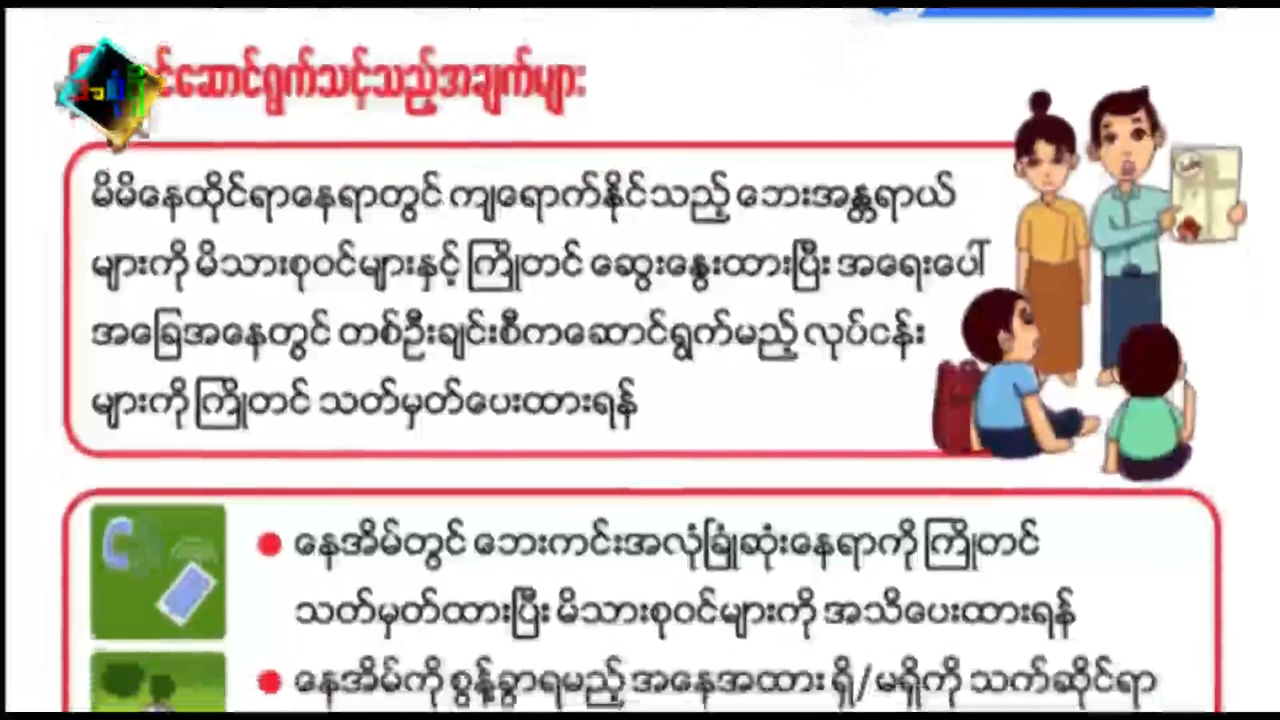 ဆောင်ရွက်သင့်သည့်အချက်များ
မိမိနေထိုင်ရာနေရာတွင် ကျရောက်နိုင်သည့် ဘေးအန္တရာယ်
များကို မိသားစုဝင်များနှင့် ကြိုတင် ဆွေးနွေးထားပြီး အရေးပေါ်
အခြေအနေတွင် တစ်ဦးချင်းစီကဆောင်ရွက်မည့် လုပ်ငန်း
များကို ကြိုတင် သတ်မှတ်ပေးထားရန်
• နေအိမ်တွင် ဘေးကင်းအလုံခြုံဆုံးနေရာကို ကြိုတင်
သတ်မှတ်ထားပြီး မိသားစုဝင်များကို အသိပေးထားရန်
• နေအိမ်ကို စွန့်ခွာရမည့် အနေအထား ရှိ/မရှိကို သက်ဆိုင်ရာ